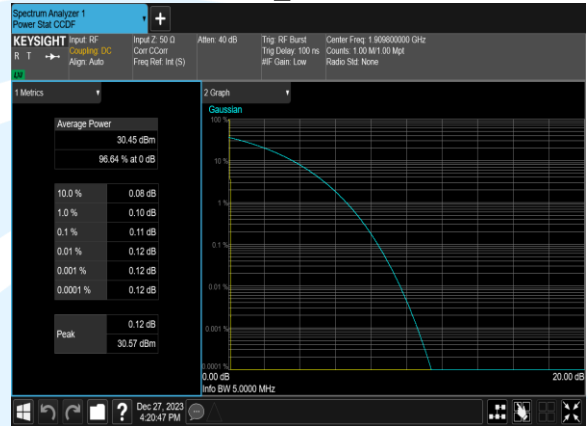 Spectrum Analyzer 1
Power Stat CCDF
+
KEYSIGHT
R T
LXI
Input: RF
Coupling: DC
Align: Auto
Input Z: 50 Ω
Corr CCorr
Freq Ref: Int (S)
Atten: 40 dB
Trig: RF Burst
Trig Delay: 100 ns
#IF Gain: Low
Center Freq: 1.909800000 GHz
Counts: 1.00 M/1.00 Mpt
Radio Std: None
1 Metrics
Average Power
30.45 dBm
96.64 % at 0 dB
10.0 % 0.08 dB
1.0 % 0.10 dB
0.1 % 0.11 dB
0.01 % 0.12 dB
0.001 % 0.12 dB
0.0001 % 0.12 dB
Peak
0.12 dB
30.57 dBm
2 Graph
Gaussian
100 %
10 %
1 %
0.1 %
0.01 %
0.001 %
0.0001 %
0.00 dB 20.00 dB
Info BW 5.0000 MHz
?
Dec 27, 2023
4:20:47 PM